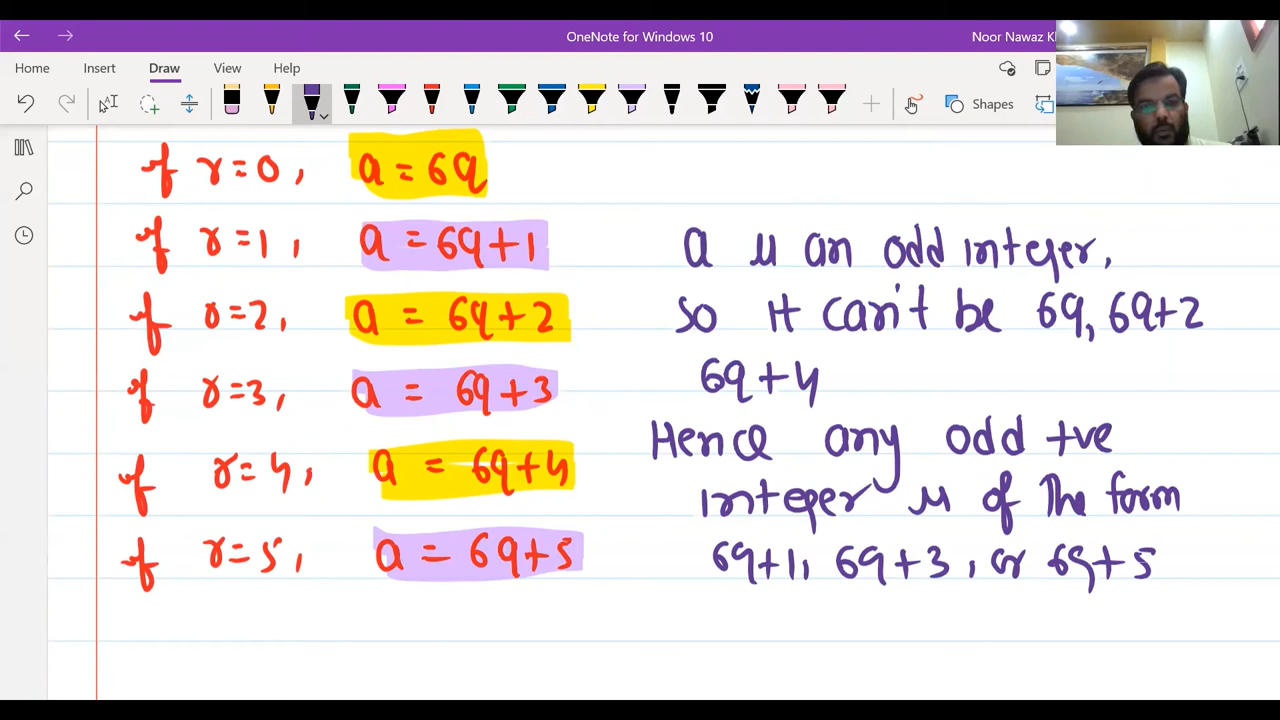 OneNote for Windows 10
Noor Nawaz Kh
Home Insert Draw View Help
Shapes
if r=0, a = 6q
if r=1, a = 6q+1
if r=2, a = 6q+2
if r=3, a = 6q+3
if r=4, a = 6q+4
if r=5, a = 6q+5
a is an odd integer,
so it can't be 6q, 6q+2
6q+4
Hence any odd +ve
integer is of the form
6q+1, 6q+3, or 6q+5